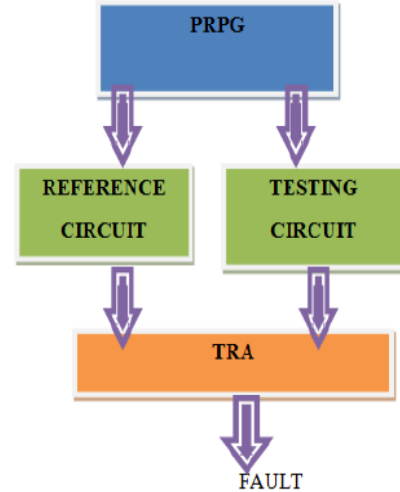 PRPG
REFERENCE
CIRCUIT
TESTING
CIRCUIT
TRA
FAULT